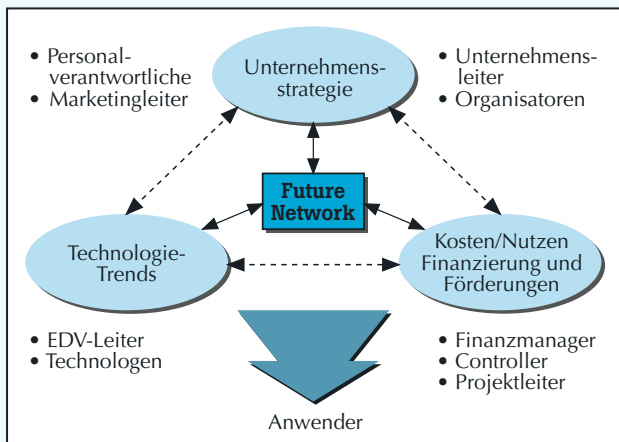 • Personal-
verantwortliche
• Marketingleiter
Unternehmens-
strategie
• Unternehmens-
leiter
• Organisatoren
Future
Network
Technologie-
Trends
Kosten/Nutzen
Finanzierung und
Förderungen
• EDV-Leiter
• Technologen
• Finanzmanager
• Controller
• Projektleiter
Anwender